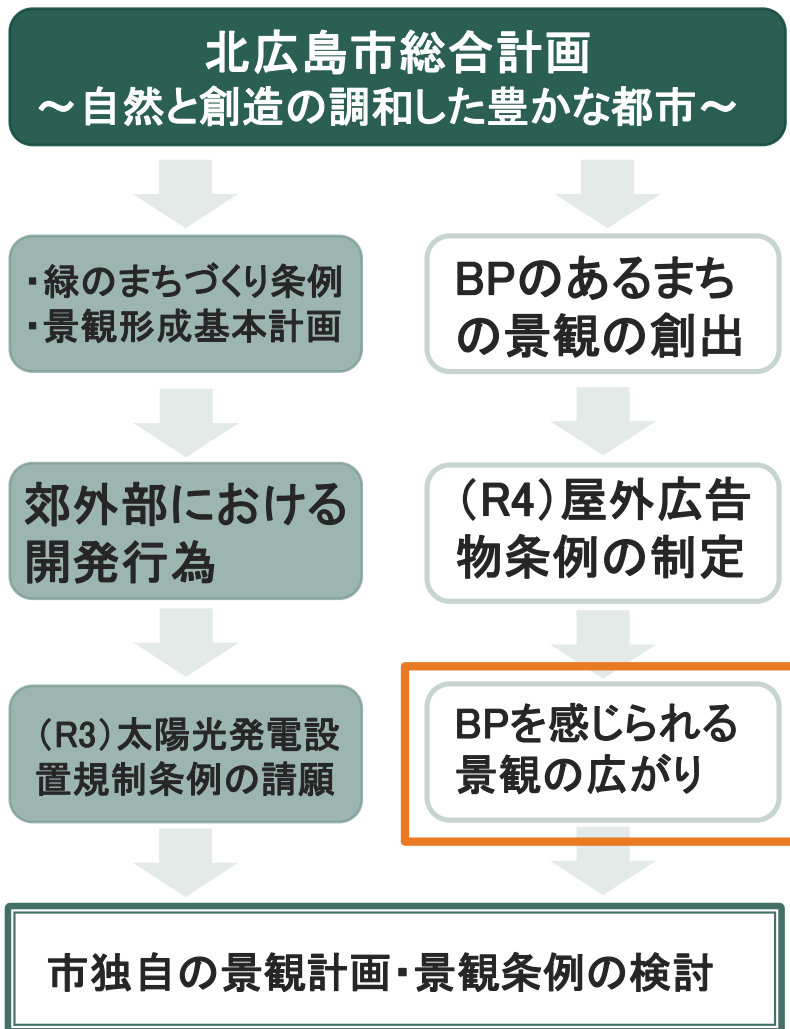 北広島市総合計画
～自然と創造の調和した豊かな都市～
・緑のまちづくり条例
・景観形成基本計画
BPのあるまち
の景観の創出
郊外部における
開発行為
（R4）屋外広告
物条例の制定
（R3）太陽光発電設
置規制条例の請願
BPを感じられる
景観の広がり
市独自の景観計画・景観条例の検討